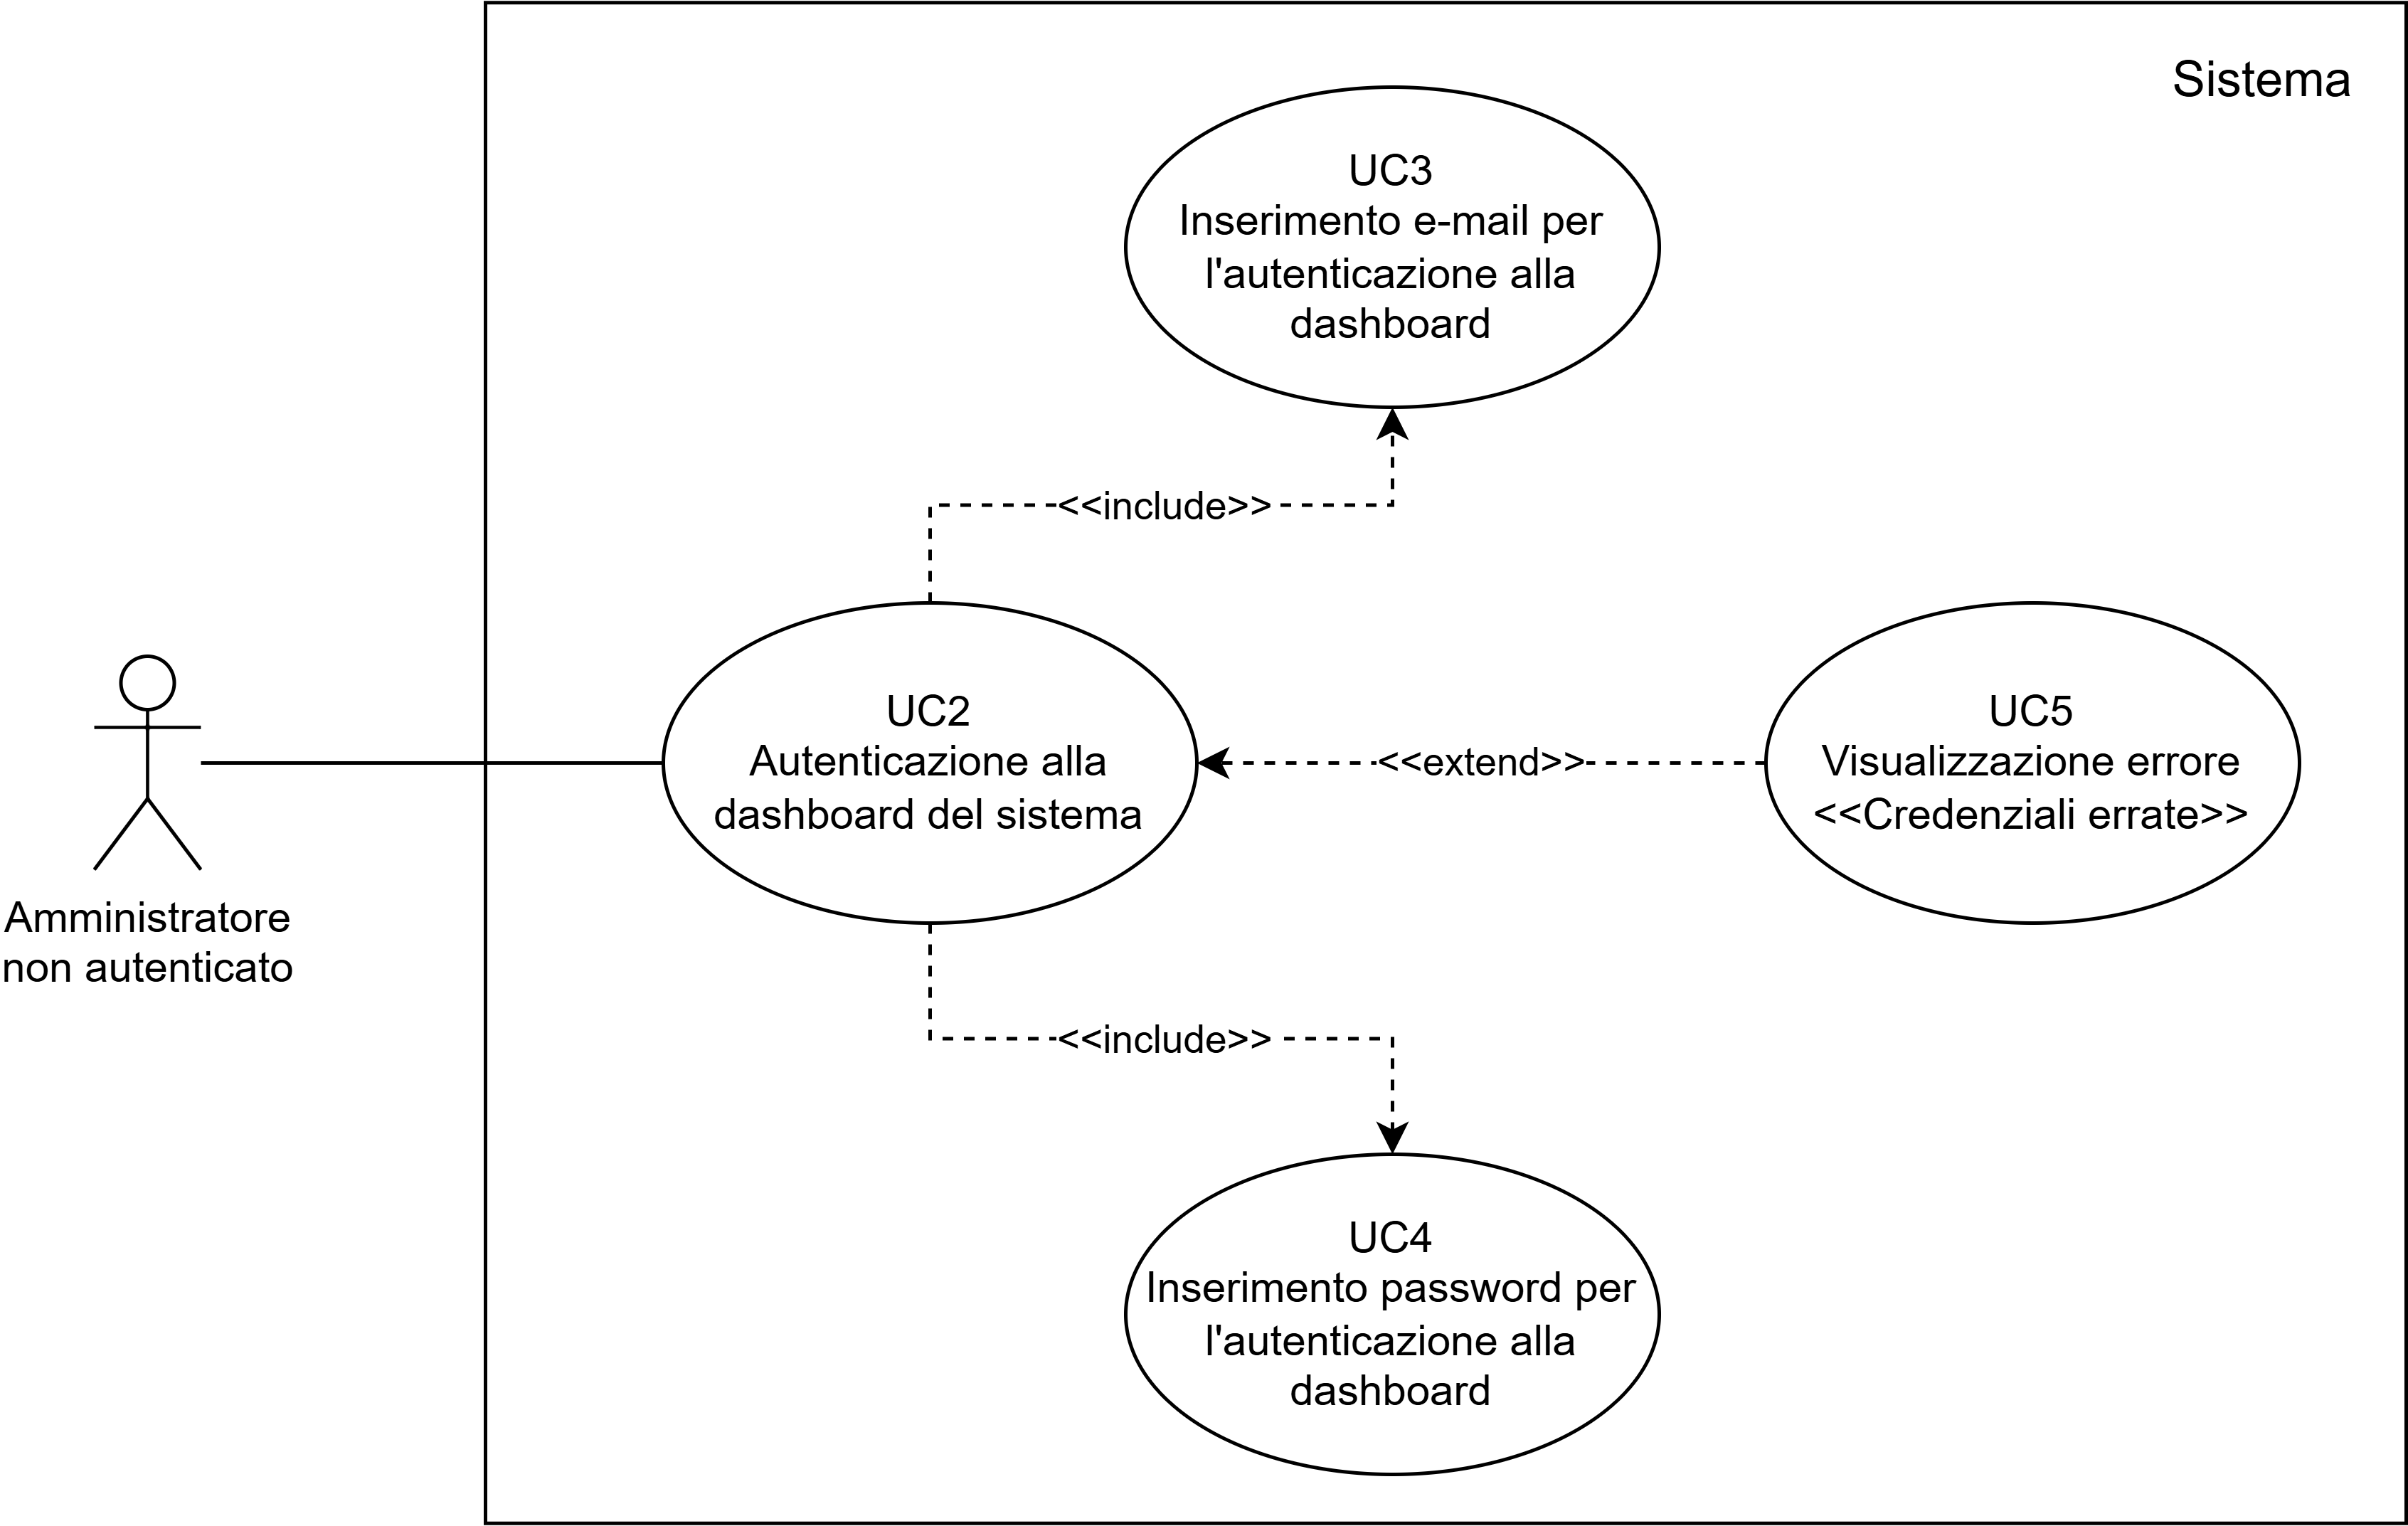 Sistema
UC3
Inserimento e-mail per
l'autenticazione alla
dashboard
<<include>>
UC2
Autenticazione alla
dashboard del sistema
<<extend>>
UC5
Visualizzazione errore
<<Credenziali errate>>
Amministratore
non autenticato
<<include>>
UC4
Inserimento password per
l'autenticazione alla
dashboard